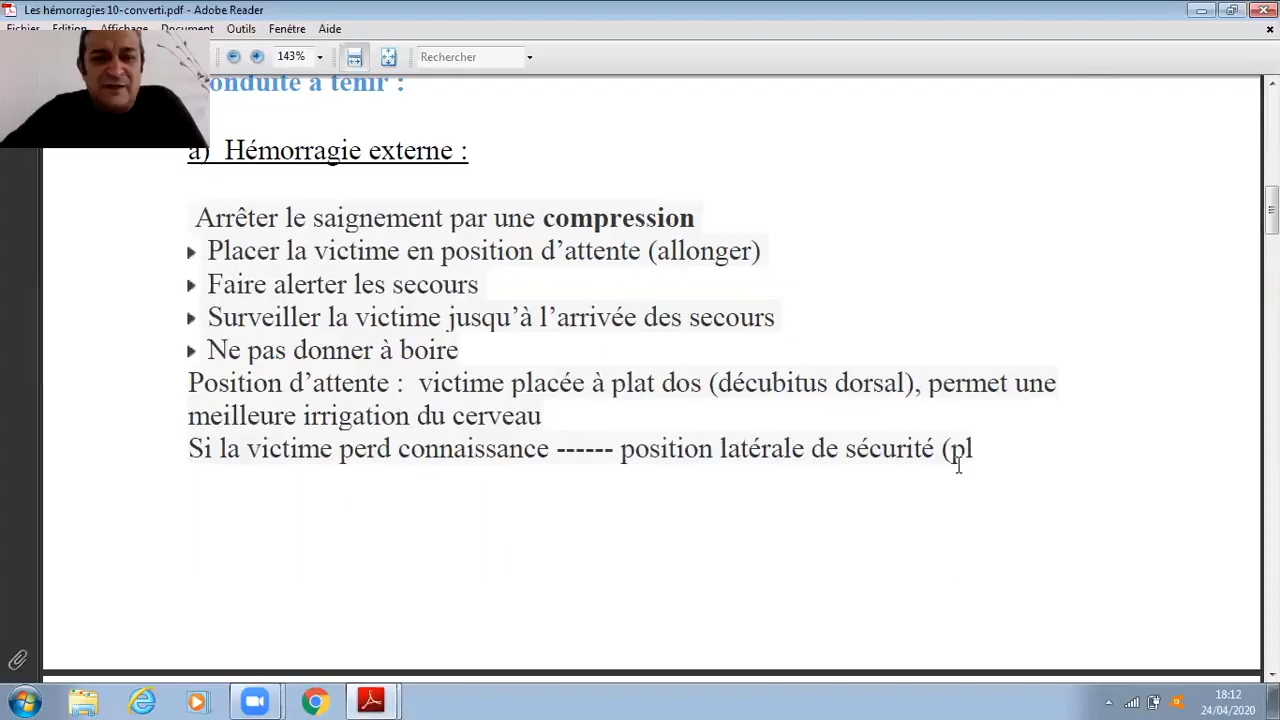 Les hémorragies 10-converti.pdf - Adobe Reader
Fichier Edition Affichage Document Outils Fenêtre Aide
143% Rechercher
onduite à tenir :
a) Hémorragie externe :
Arrêter le saignement par une compression
Placer la victime en position d’attente (allonger)
Faire alerter les secours
Surveiller la victime jusqu’à l’arrivée des secours
Ne pas donner à boire
Position d’attente : victime placée à plat dos (décubitus dorsal), permet une
meilleure irrigation du cerveau
Si la victime perd connaissance ------ position latérale de sécurité (pl
18:12
24/04/2020